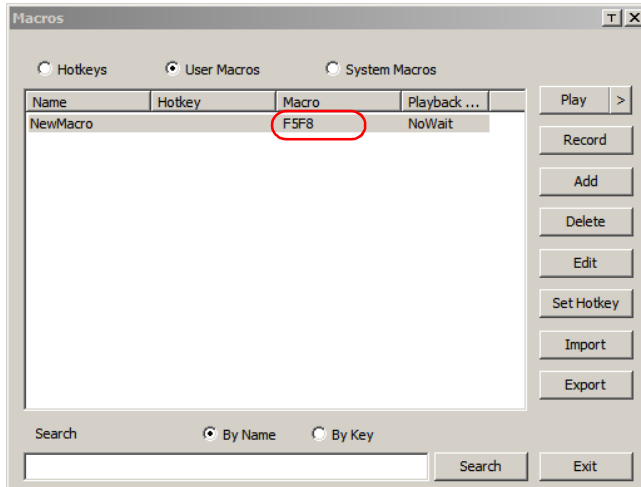 Macros T X
Hotkeys User Macros System Macros
Name Hotkey Macro Playback ... Play >
NewMacro F5F8 NoWait
Record
Add
Delete
Edit
Set Hotkey
Import
Export
Search By Name By Key
Search Exit